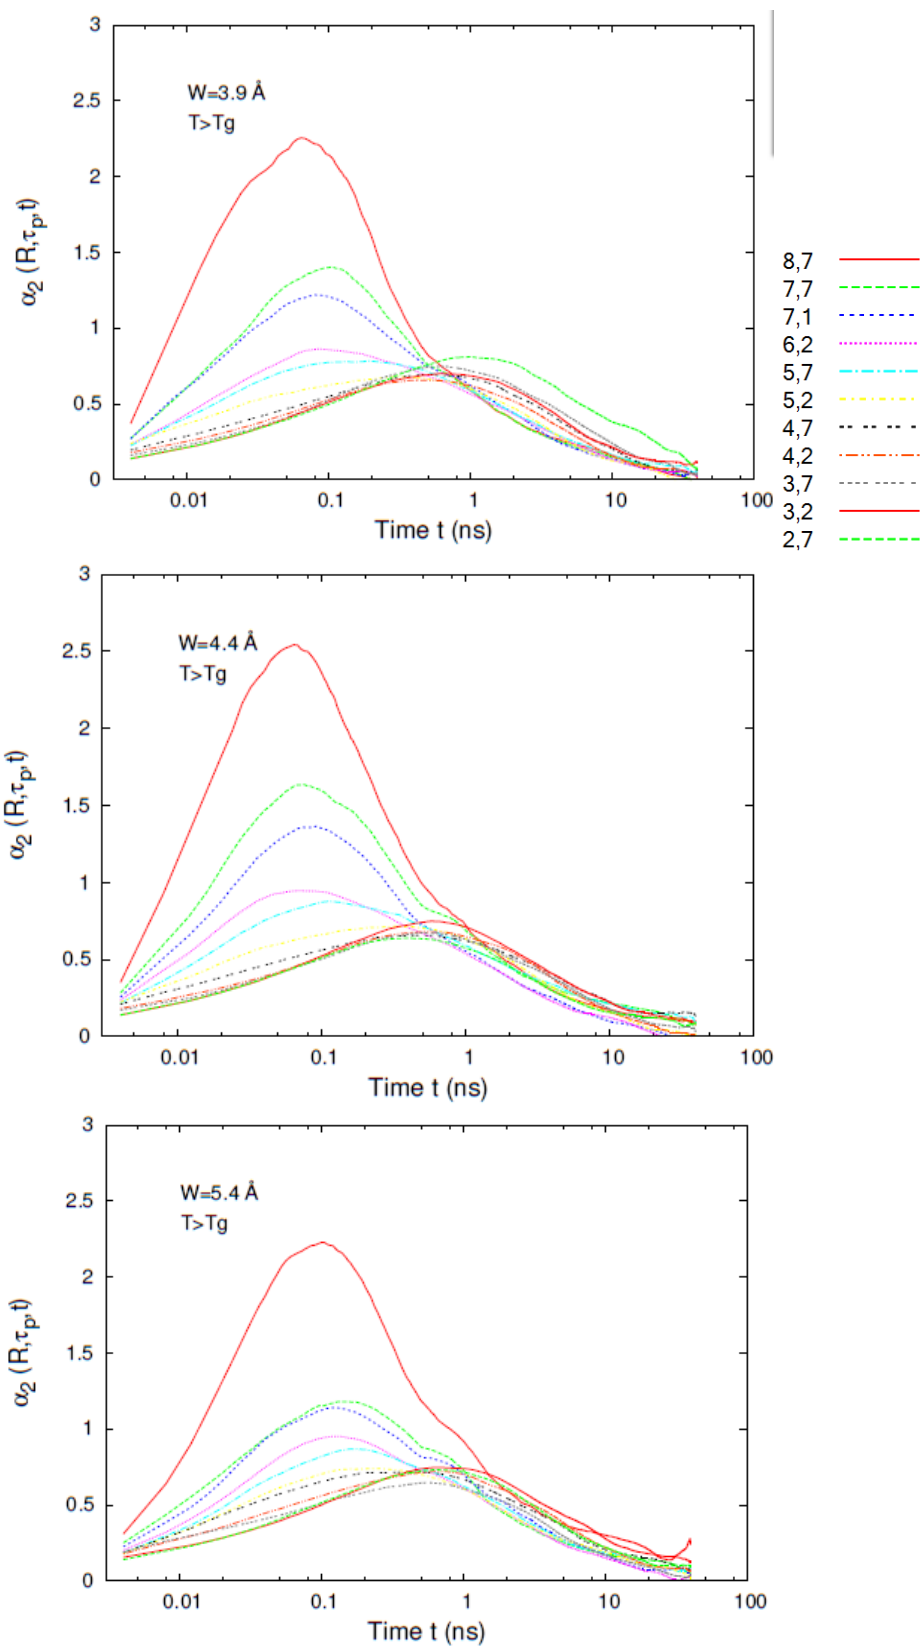 3
2.5
2
1.5
1
0.5
0
W=3.9 Å
T>Tg
α2 (R,τp,t)
0.01 0.1 1 10 100
Time t (ns)
8,7
7,7
7,1
6,2
5,7
5,2
4,7
4,2
3,7
3,2
2,7
3
2.5
2
1.5
1
0.5
0
W=4.4 Å
T>Tg
α2 (R,τp,t)
0.01 0.1 1 10 100
Time t (ns)
3
2.5
2
1.5
1
0.5
0
W=5.4 Å
T>Tg
α2 (R,τp,t)
0.01 0.1 1 10 100
Time t (ns)